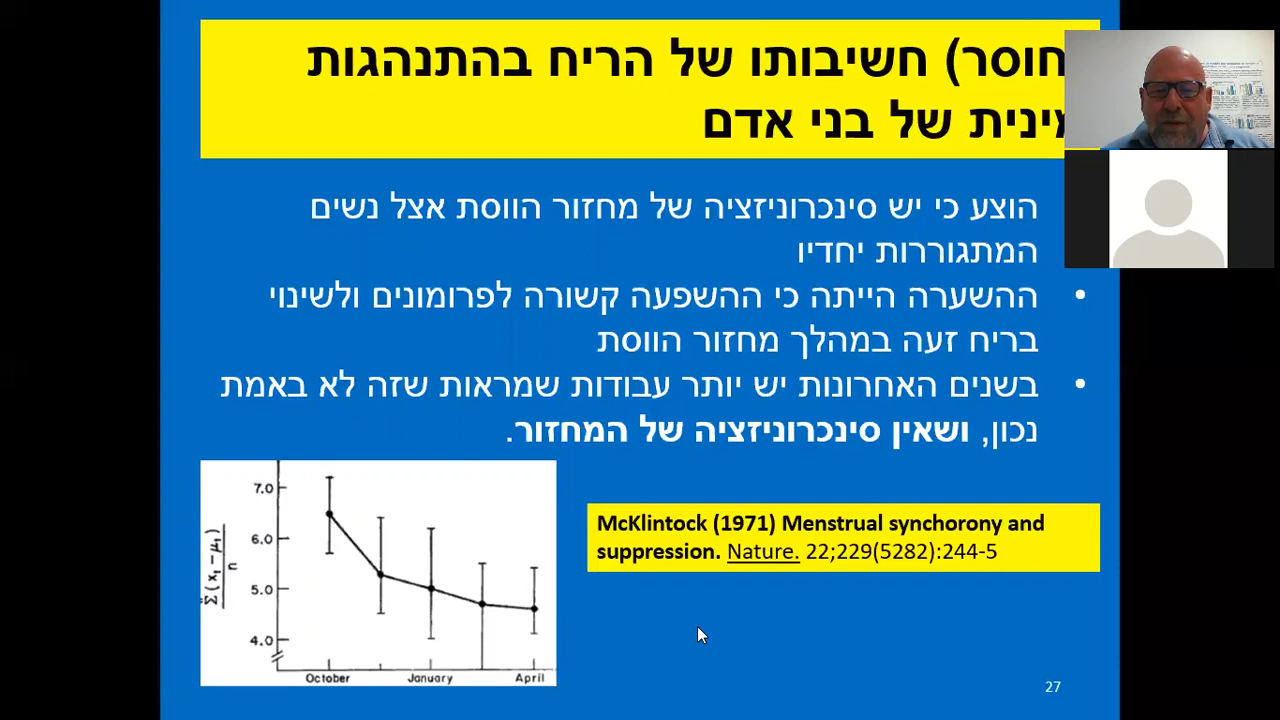 חוסר) חשיבותו של הריח בהתנהגות
מינית של בני אדם
הוצע כי יש סינכרוניזציה של מחזור הווסת אצל נשים
המתגוררות יחדיו
• ההשערה הייתה כי ההשפעה קשורה לפרומונים ולשינוי
בריח זעה במהלך מחזור הווסת
• בשנים האחרונות יש יותר עבודות שמראות שזה לא באמת
נכון, ושאין סינכרוניזציה של המחזור.
7.0
6.0
5.0
4.0
Σ (x₁ – μ₁)
n
October
January
April
McKlintock (1971) Menstrual synchorony and
suppression. Nature. 22;229(5282):244-5
27